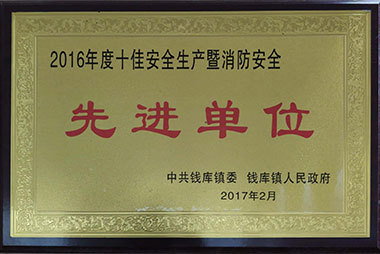 2016年度十佳安全生产暨消防安全
先进单位
中共钱库镇委 钱库镇人民政府
2017年2月